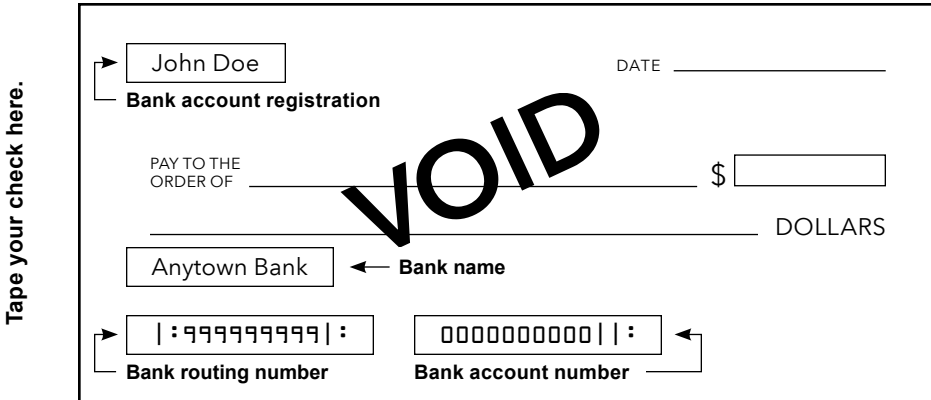 Tape your check here.
John Doe
DATE
Bank account registration
VOID
PAY TO THE
ORDER OF
$
DOLLARS
Anytown Bank
Bank name
|:999999999|:
0000000000||:
Bank routing number
Bank account number